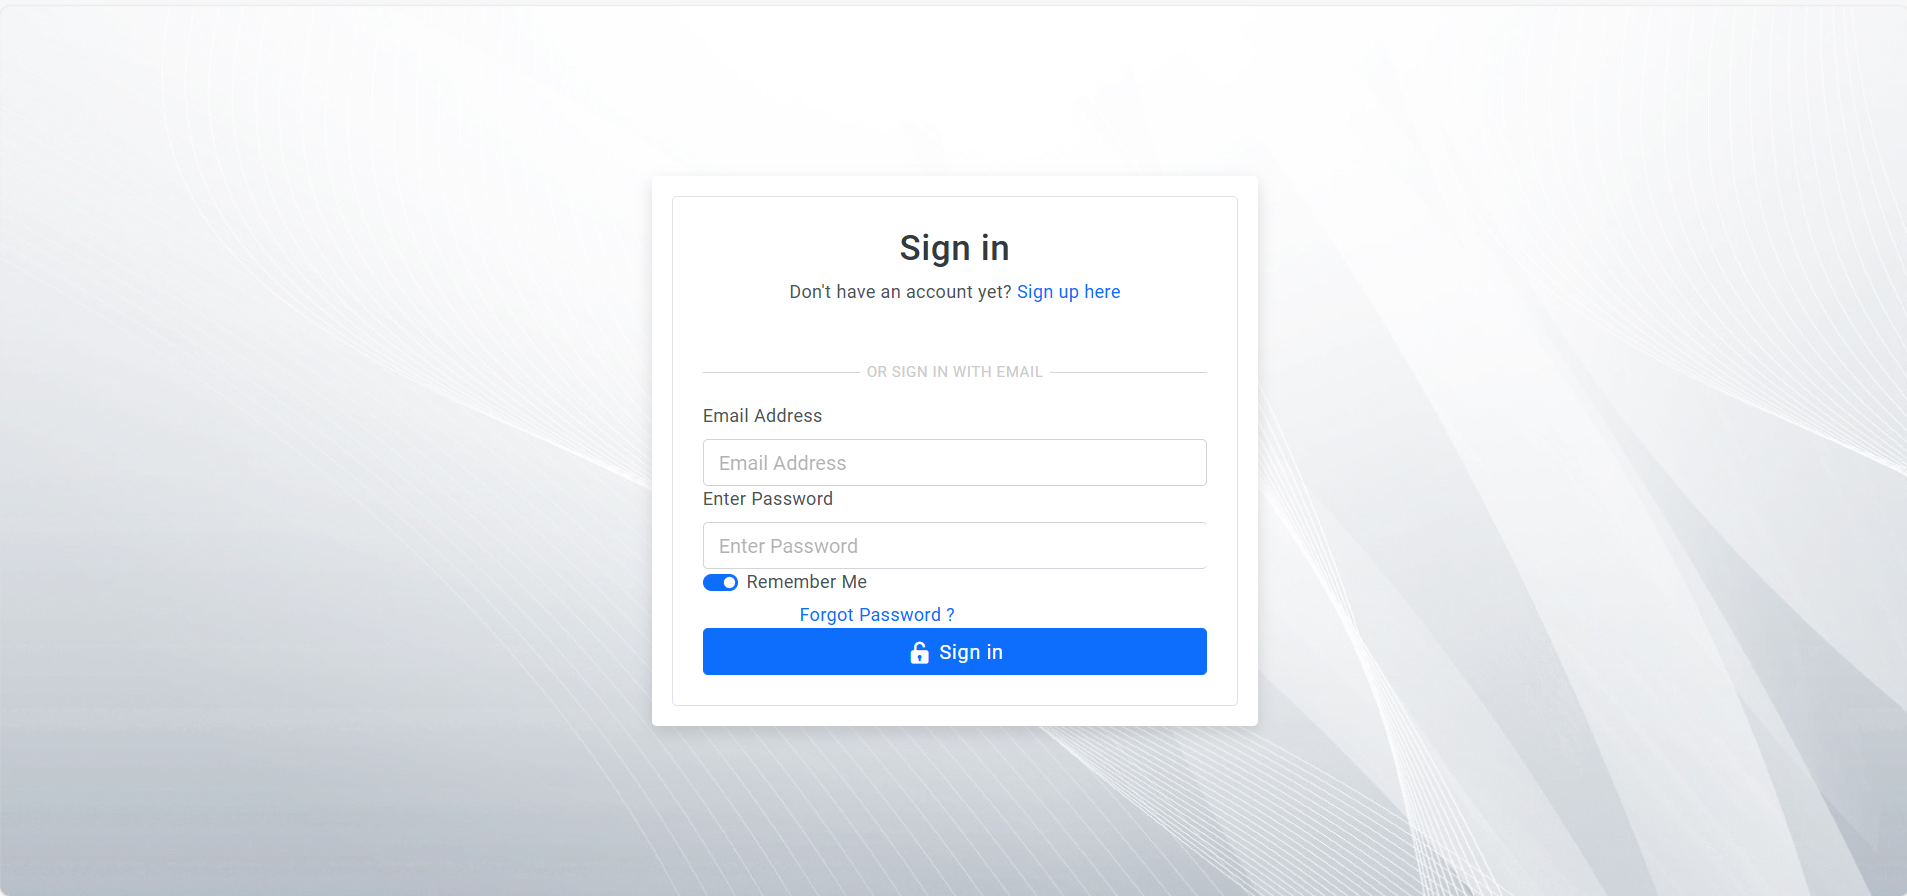 Sign in
Don't have an account yet? Sign up here
OR SIGN IN WITH EMAIL
Email Address
Email Address
Enter Password
Enter Password
Remember Me
Forgot Password ?
Sign in